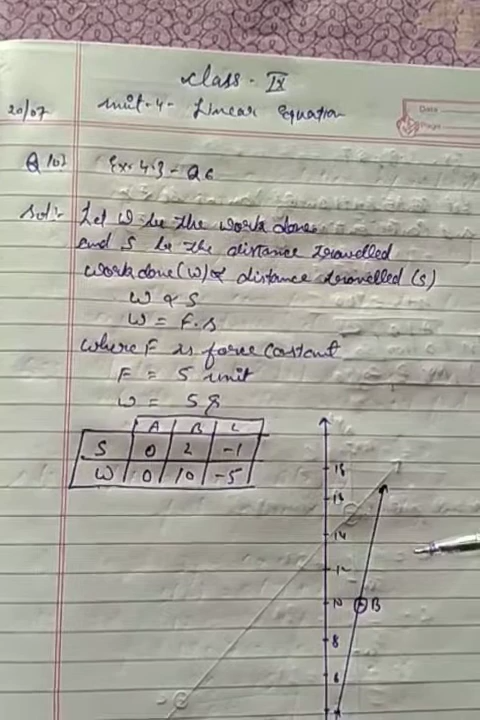 Class - IX
20/07 Unit - 4 - Linear Equation
Date
Page
Q 10) Ex 4.3 - Q6
Sol:- Let W be the work done
and S be the distance travelled
Work done (W) ∝ distance travelled (S)
W ∝ S
W = F.s
Where F is force Constant
F = 5 unit
W = 5 S
A B C
S 0 2 -1
W 0 10 -5
18
14
12
10 B
8
6